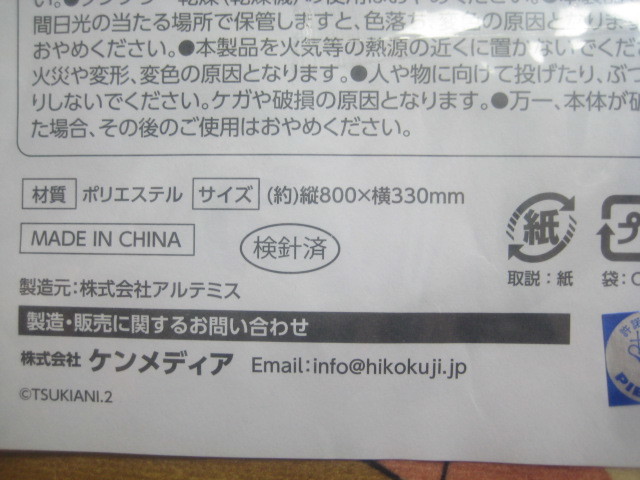 間日光の当たる場所で保管しますと、色落ち、変色の原因となります
おやめください。●本製品を火気等の熱源の近くに置かないでくだ
火災や変形、変色の原因となります。●人や物に向けて投げたり、ぶ
りしないでください。ケガや破損の原因となります。●万一、本体が破
た場合、その後のご使用はおやめください。
材質 ポリエステル サイズ (約)縦800×横330mm
MADE IN CHINA 検針済
紙 プ
取説:紙 袋:
製造元:株式会社アルテミス
製造・販売に関するお問い合わせ
株式会社 ケンメディア Email:info@hikokuji.jp
©TSUKIANI.2